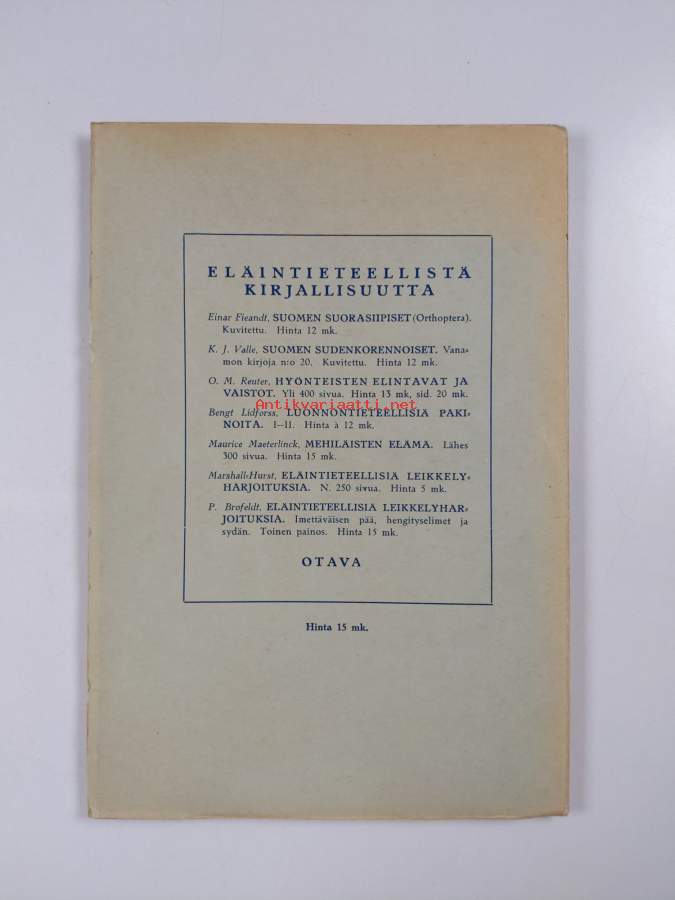 ELÄINTIETEELLISTÄ
KIRJALLISUUTTA
Einar Fieandt, SUOMEN SUORASIIPISET (Orthoptera).
Kuvitettu. Hinta 12 mk.
K. J. Valle, SUOMEN SUDENKORENNOISET. Vana-
mon kirjoja n:o 20. Kuvitettu. Hinta 12 mk.
O. M. Reuter, HYÖNTEISTEN ELINTAVAT JA
VAISTOT. Yli 400 sivua. Hinta 13 mk, sid. 20 mk.
Antikvariaatti.net
Bengt Lidforss, LUONNONTIETEELLISIÄ PAKI-
NOITA. I—II. Hinta à 12 mk.
Maurice Maeterlinck, MEHILÄISTEN ELÄMÄ. Lähes
300 sivua. Hinta 15 mk.
Marshall-Hurst, ELÄINTIETEELLISIÄ LEIKKELY-
HARJOITUKSIA. N. 250 sivua. Hinta 5 mk.
P. Brofeldt, ELÄINTIETEELLISIÄ LEIKKELYHAR-
JOITUKSIA. Imettäväisen pää, hengityselimet ja
sydän. Toinen painos. Hinta 15 mk.
OTAVA
Hinta 15 mk.